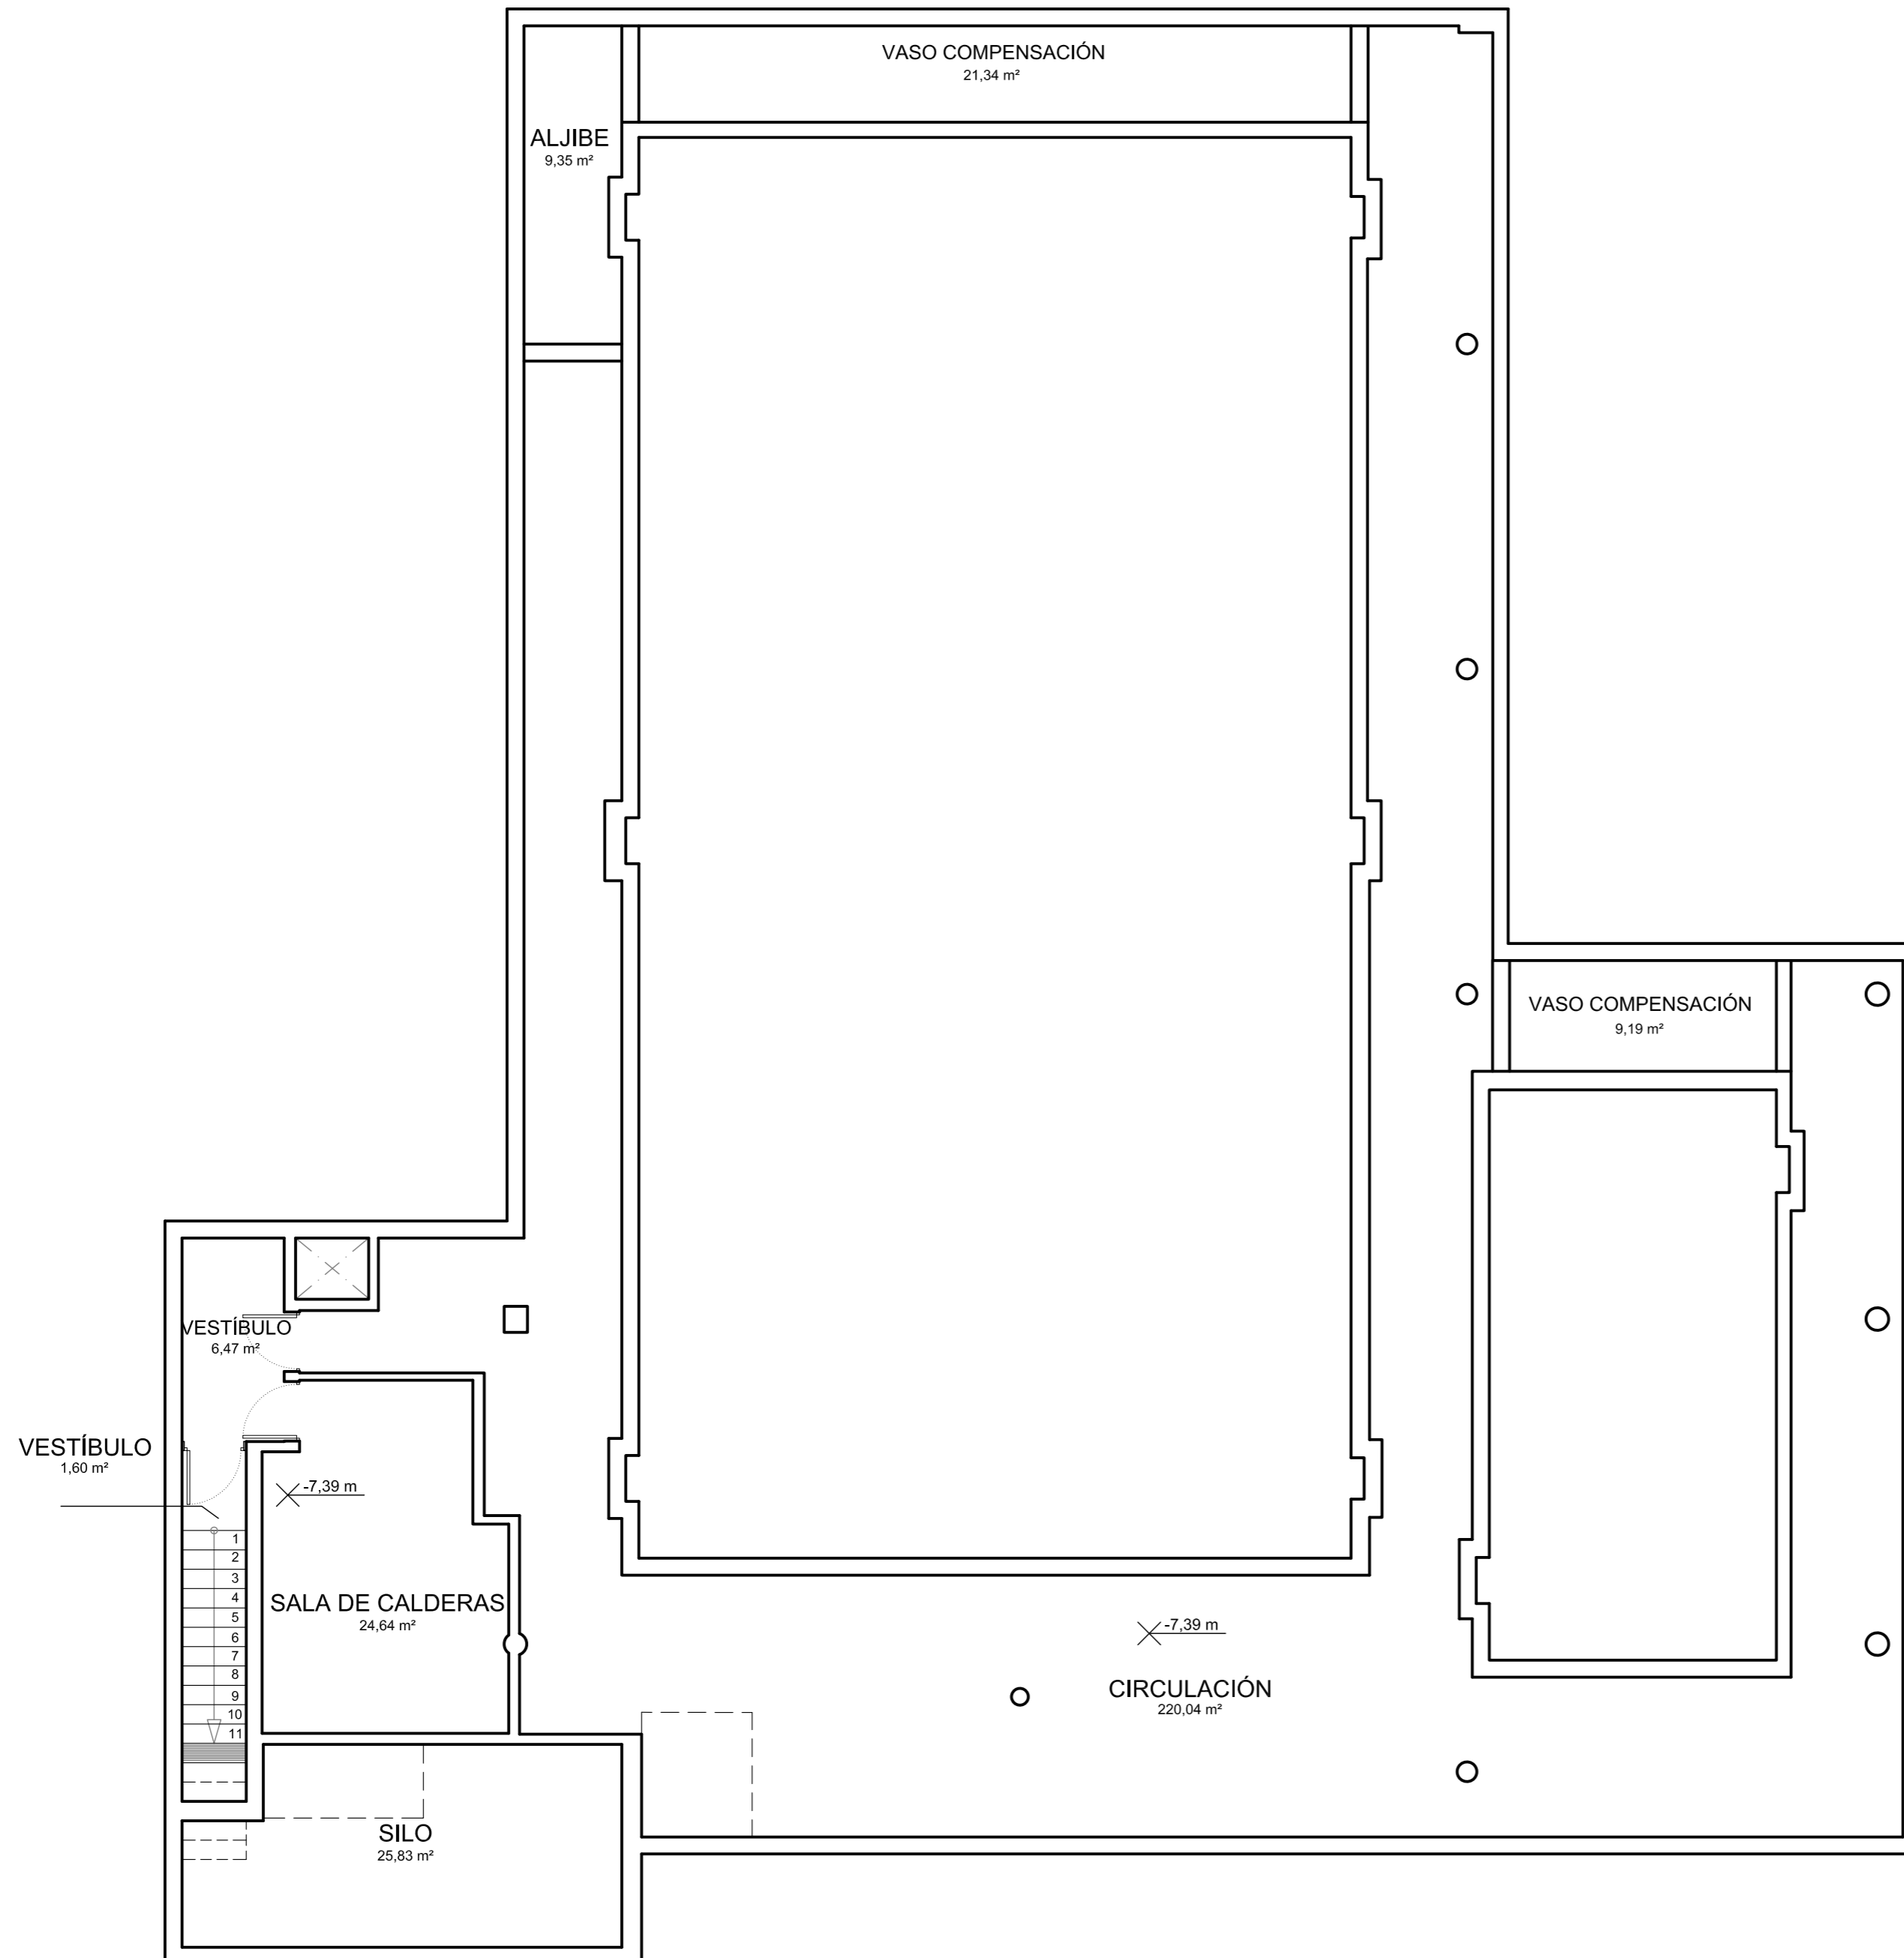 VASO COMPENSACIÓN
21,34 m²
ALJIBE
9,35 m²
VASO COMPENSACIÓN
9,19 m²
VESTÍBULO
6,47 m²
VESTÍBULO
1,60 m²
-7,39 m
1
2
3
4
5
6
7
8
9
10
11
SALA DE CALDERAS
24,64 m²
-7,39 m
CIRCULACIÓN
220,04 m²
SILO
25,83 m²